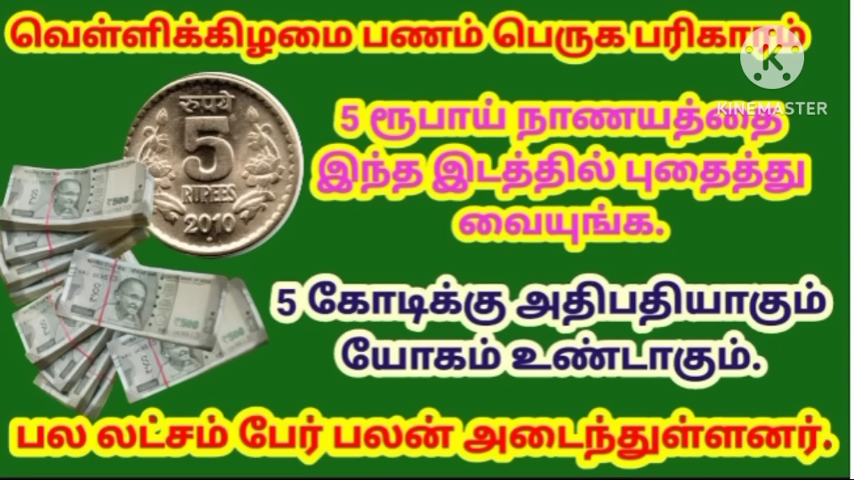 வெள்ளிக்கிழமை பணம் பெருக பரிகாரம்
KINEMASTER
5 ரூபாய் நாணயத்தை
இந்த இடத்தில் புதைத்து
வையுங்க.
रुपये
5
RUPEES
2010
₹500
5 கோடிக்கு அதிபதியாகும்
யோகம் உண்டாகும்.
பல லட்சம் பேர் பலன் அடைந்துள்ளனர்.